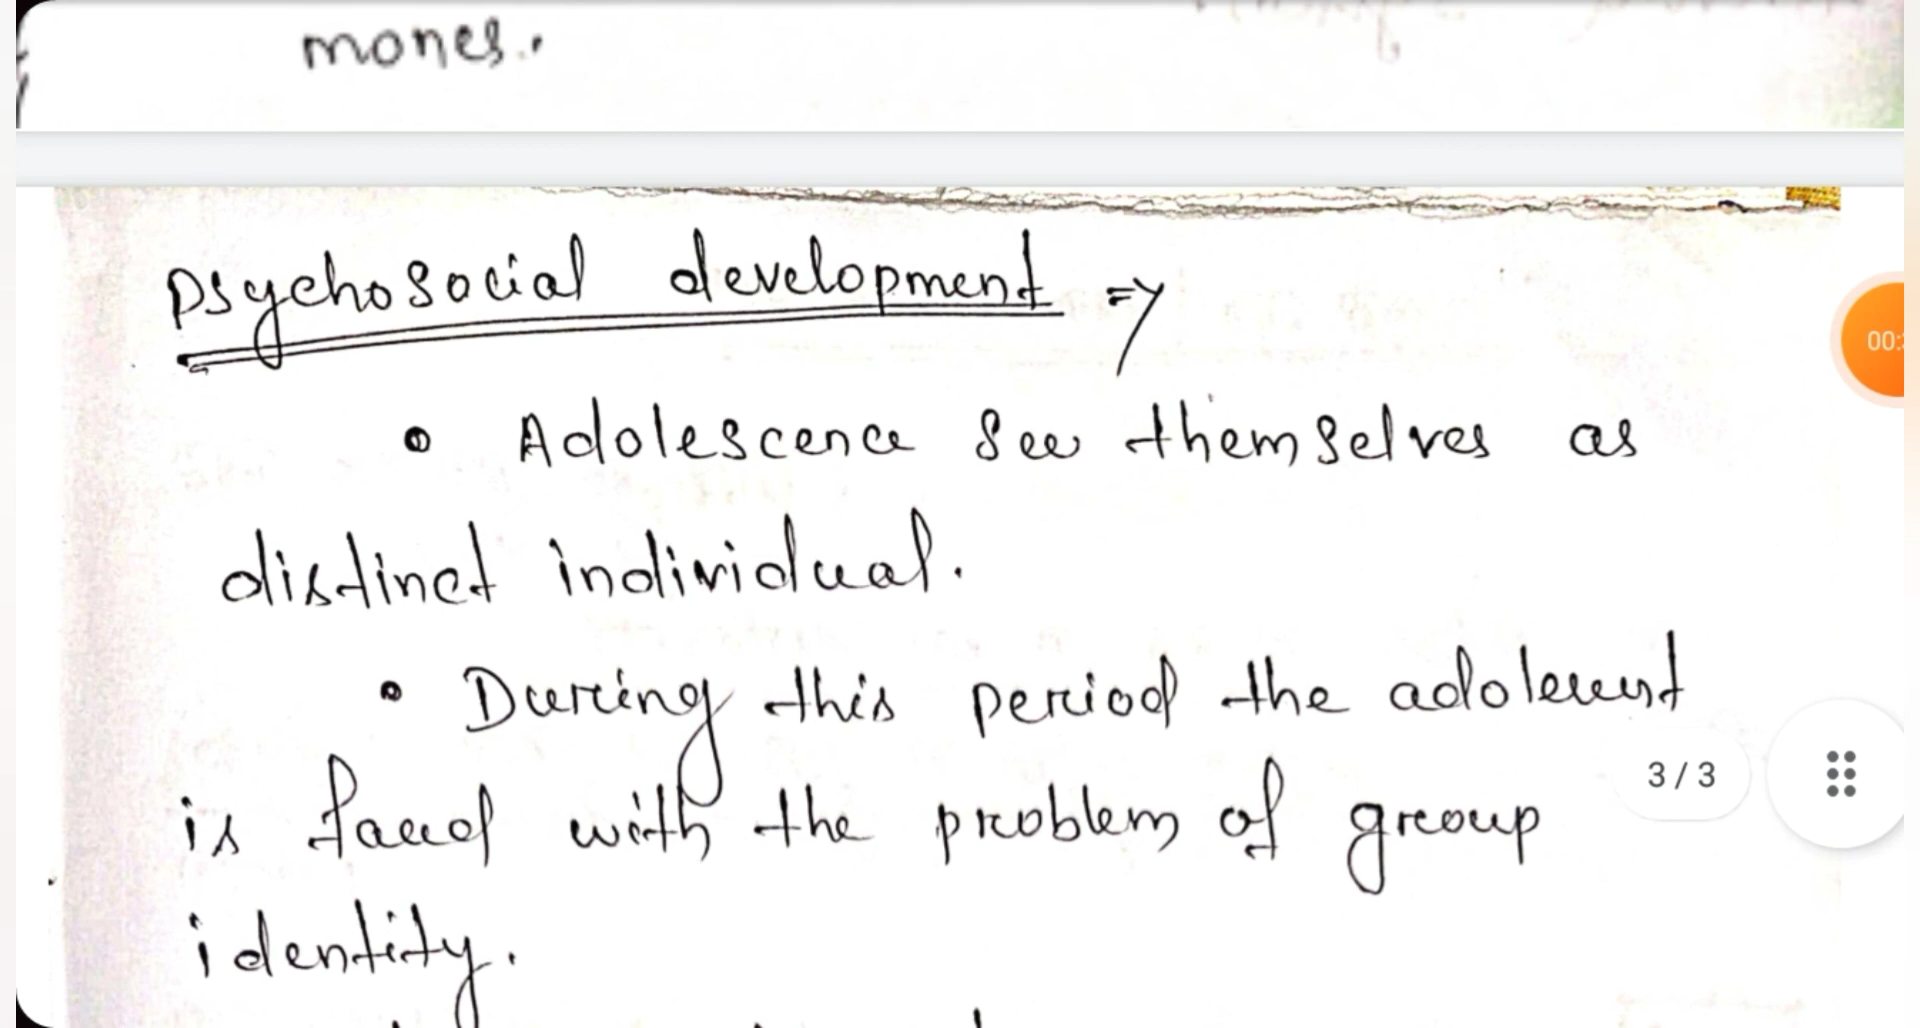 mones.
Psychosocial development =>
• Adolescence see themselves as
distinct individual.
• During this period the adolescent
is faced with the problem of group
identity.
00:
3 / 3